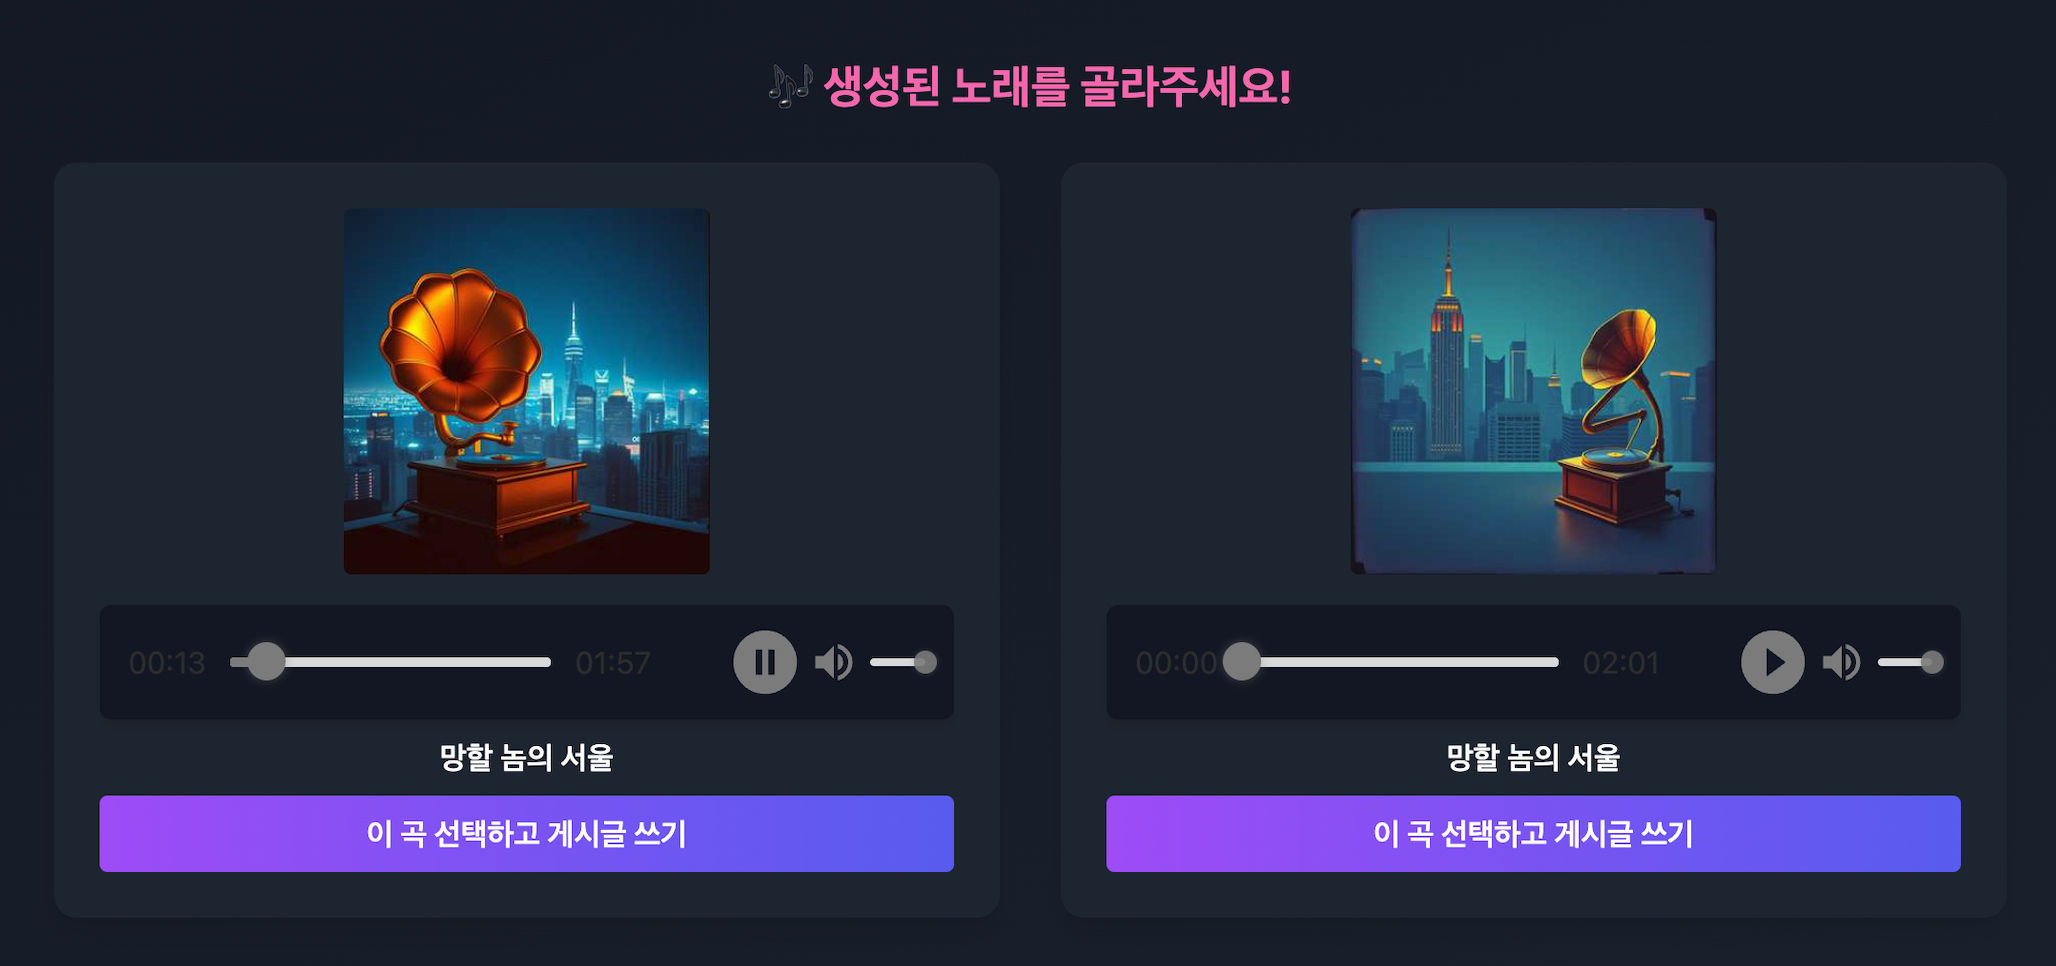 🎶 생성된 노래를 골라주세요!
00:13 01:57
망할 놈의 서울
이 곡 선택하고 게시글 쓰기
00:00 02:01
망할 놈의 서울
이 곡 선택하고 게시글 쓰기